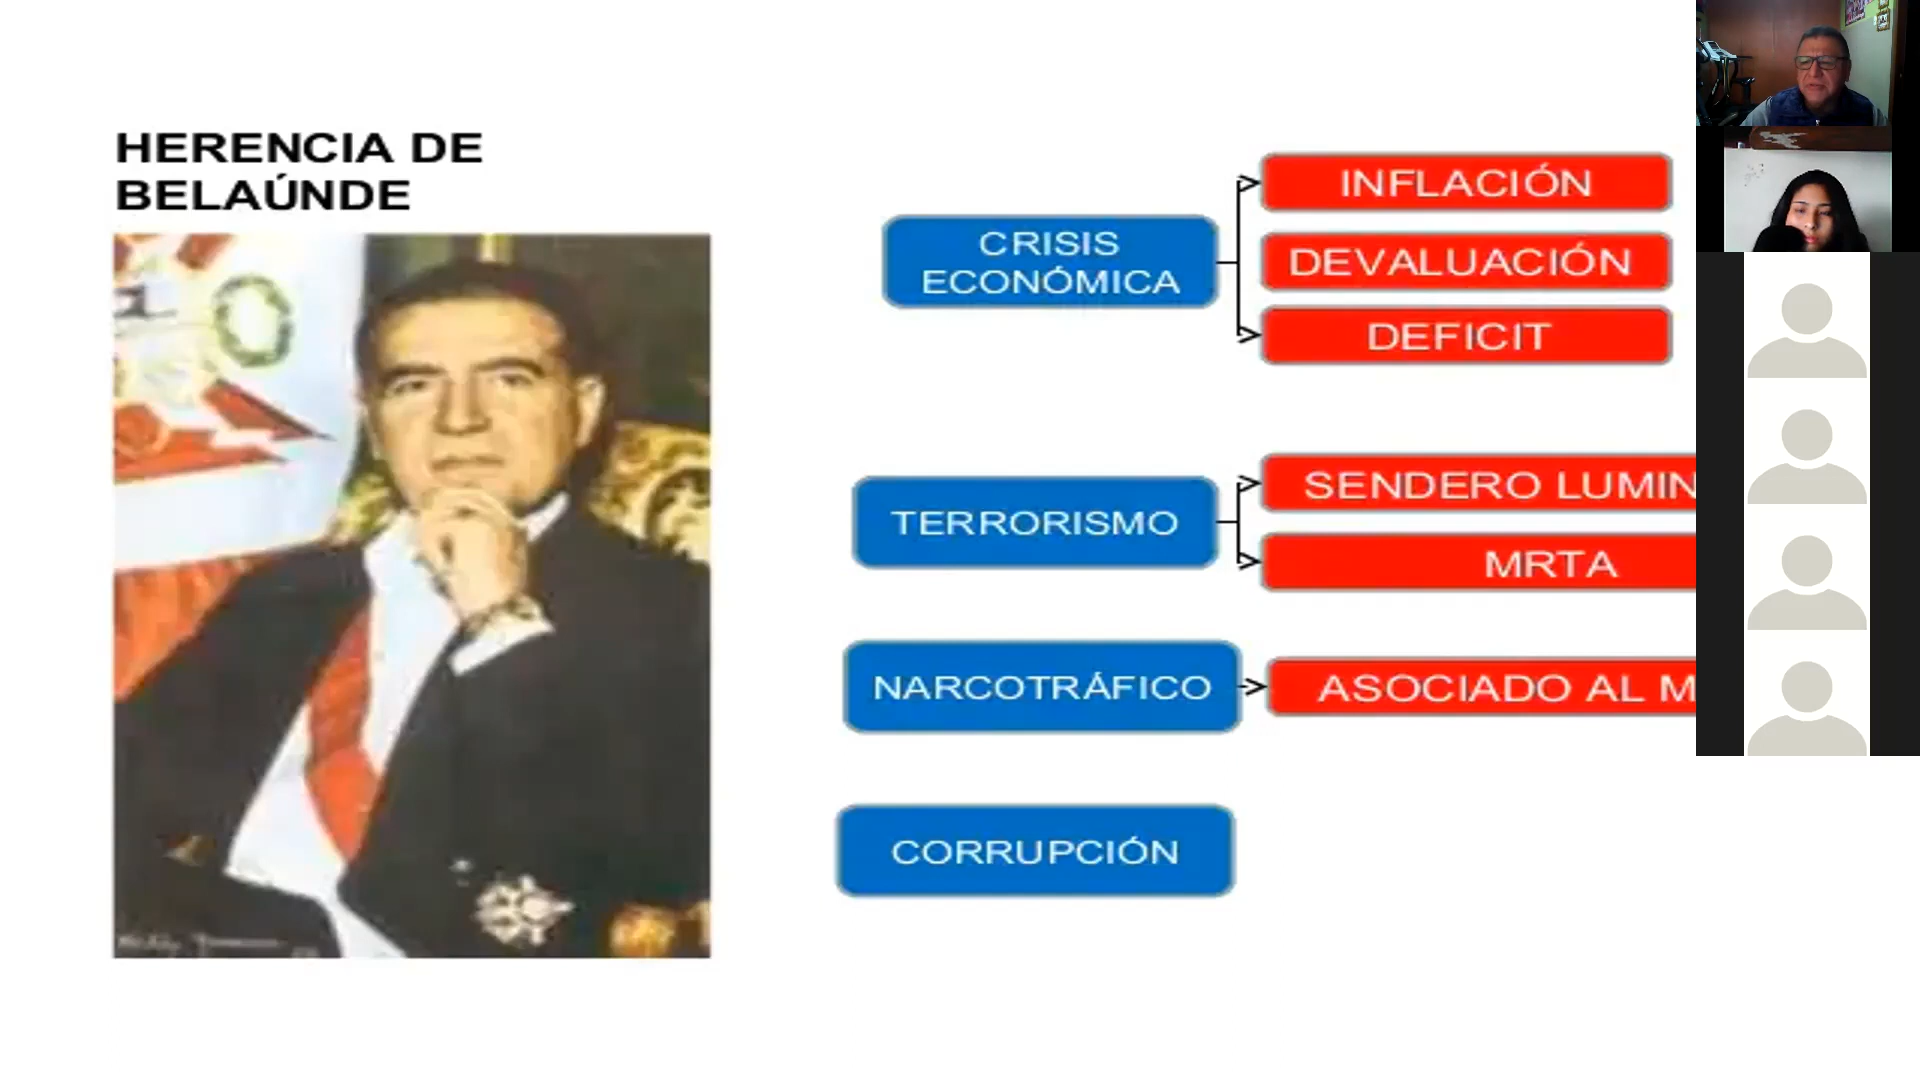 HERENCIA DE
BELAÚNDE
CRISIS
ECONÓMICA
INFLACIÓN
DEVALUACIÓN
DEFICIT
TERRORISMO
SENDERO LUMIN
MRTA
NARCOTRÁFICO
ASOCIADO AL M
CORRUPCIÓN